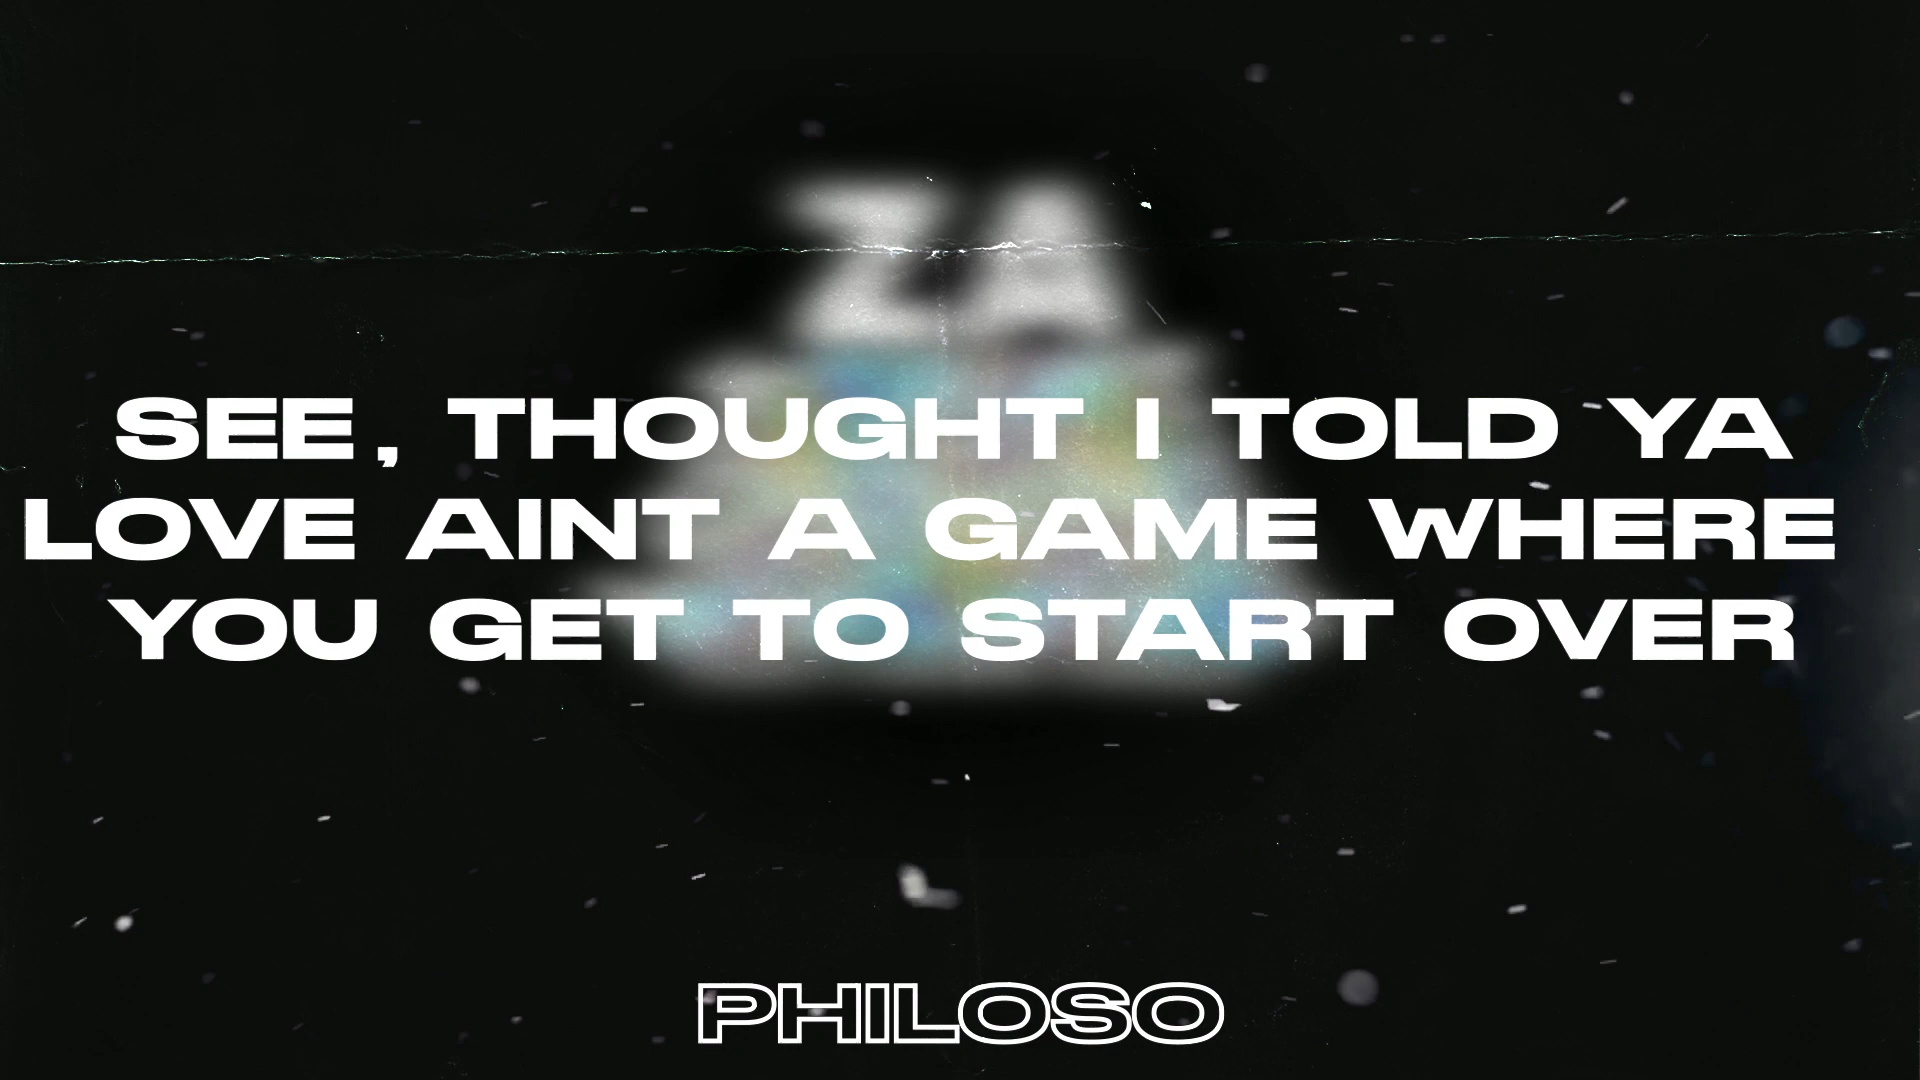 SEE, THOUGHT I TOLD YA
LOVE AINT A GAME WHERE
YOU GET TO START OVER
PHILOSO